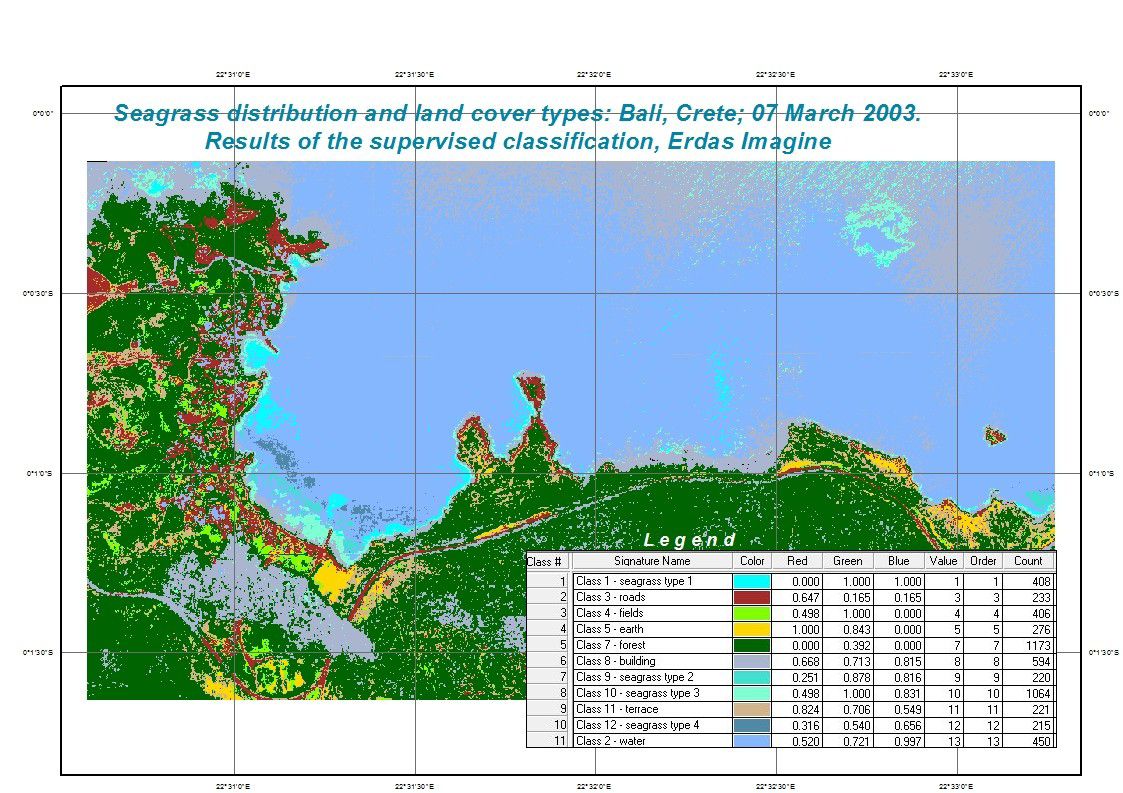 22°31'0"E 22°31'30"E 22°32'0"E 22°32'30"E 22°33'0"E
0°0'0" 0°0'0"
Seagrass distribution and land cover types: Bali, Crete; 07 March 2003.
Results of the supervised classification, Erdas Imagine
0°0'30"S 0°0'30"S
0°1'0"S 0°1'0"S
Legend
Class # Signature Name Color Red Green Blue Value Order Count
1 Class 1 - seagrass type 1 0.000 1.000 1.000 1 1 408
2 Class 3 - roads 0.647 0.165 0.165 3 3 233
3 Class 4 - fields 0.498 1.000 0.000 4 4 406
4 Class 5 - earth 1.000 0.843 0.000 5 5 276
5 Class 7 - forest 0.000 0.392 0.000 7 7 1173
0°1'30"S 0°1'30"S
6 Class 8 - building 0.668 0.713 0.815 8 8 594
7 Class 9 - seagrass type 2 0.251 0.878 0.816 9 9 220
8 Class 10 - seagrass type 3 0.498 1.000 0.831 10 10 1064
9 Class 11 - terrace 0.824 0.706 0.549 11 11 221
10 Class 12 - seagrass type 4 0.316 0.540 0.656 12 12 215
11 Class 2 - water 0.520 0.721 0.997 13 13 450
22°31'0"E 22°31'30"E 22°32'0"E 22°32'30"E 22°33'0"E